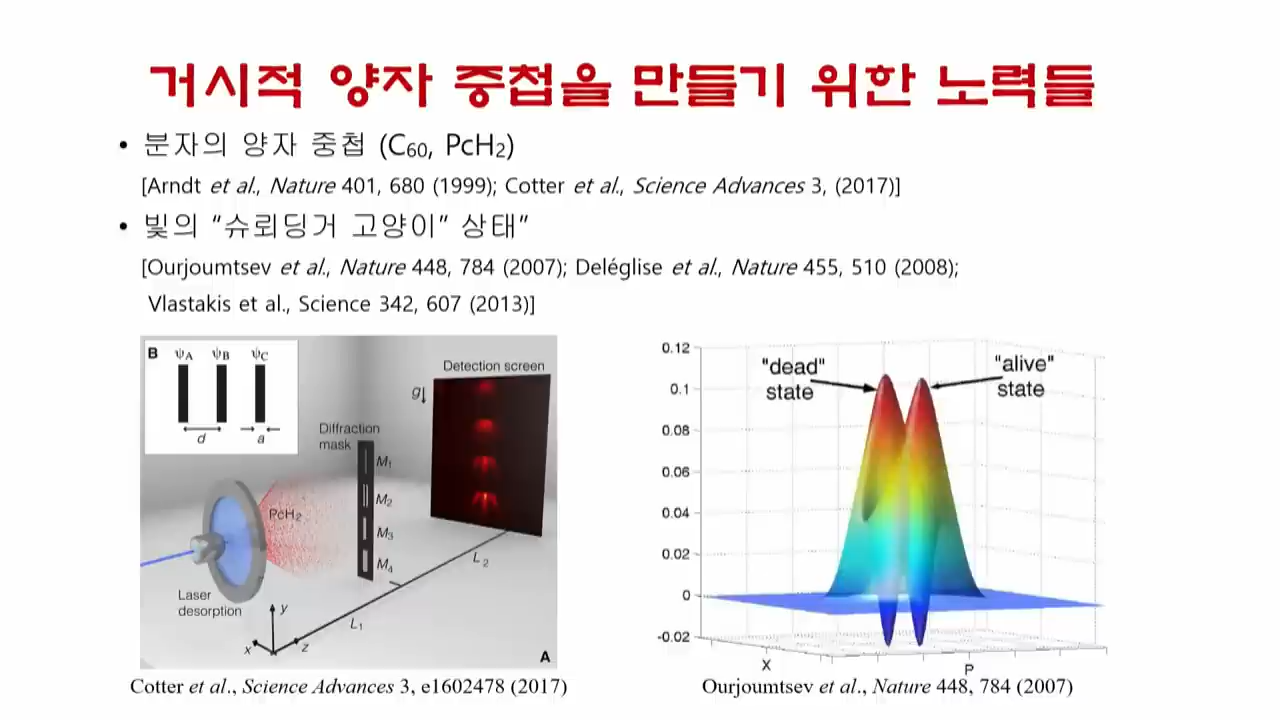 거시적 양자 중첩을 만들기 위한 노력들
• 분자의 양자 중첩 (C₆₀, PcH₂)
[Arndt et al., Nature 401, 680 (1999); Cotter et al., Science Advances 3, (2017)]
• 빛의 “슈뢰딩거 고양이” 상태”
[Ourjoumtsev et al., Nature 448, 784 (2007); Deléglise et al., Nature 455, 510 (2008);
Vlastakis et al., Science 342, 607 (2013)]
B ψA ψB ψC
d a
Detection screen
g
Diffraction
mask
M₁
M₂
M₃
M₄
PcH₂
Laser
desorption
L₂
L₁
x y z
A
Cotter et al., Science Advances 3, e1602478 (2017)
0.12
0.1
0.08
0.06
0.04
0.02
0
-0.02
"dead"
state
"alive"
state
X
P
Ourjoumtsev et al., Nature 448, 784 (2007)